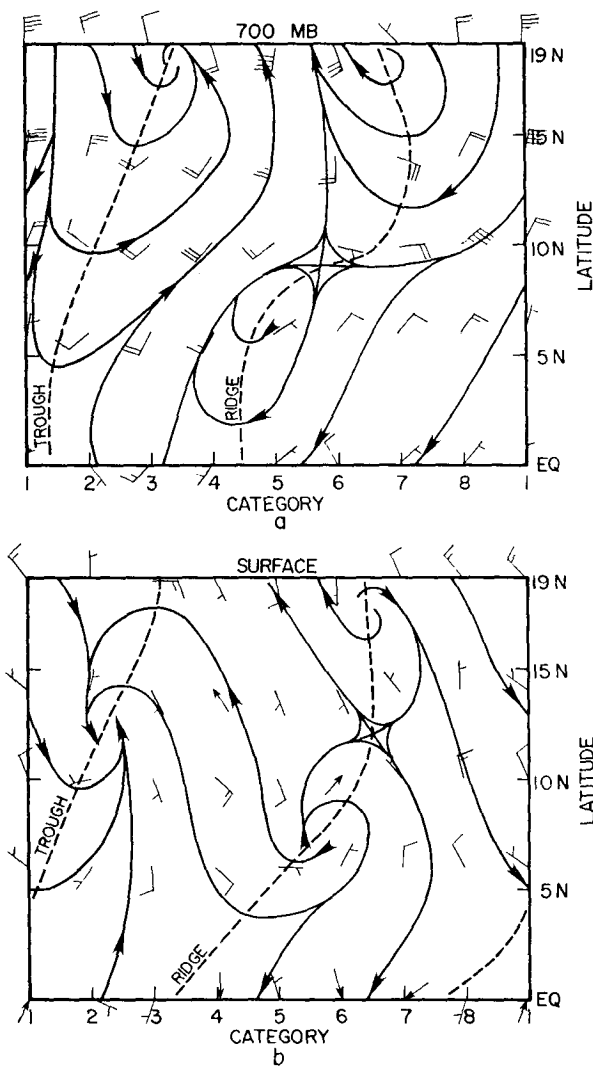 700 MB
19 N
15 N
10 N
5 N
EQ
LATITUDE
TROUGH
RIDGE
1 2 3 4 5 6 7 8 1
CATEGORY
a
SURFACE
19 N
15 N
10 N
5 N
EQ
LATITUDE
TROUGH
RIDGE
1 2 3 4 5 6 7 8 1
CATEGORY
b